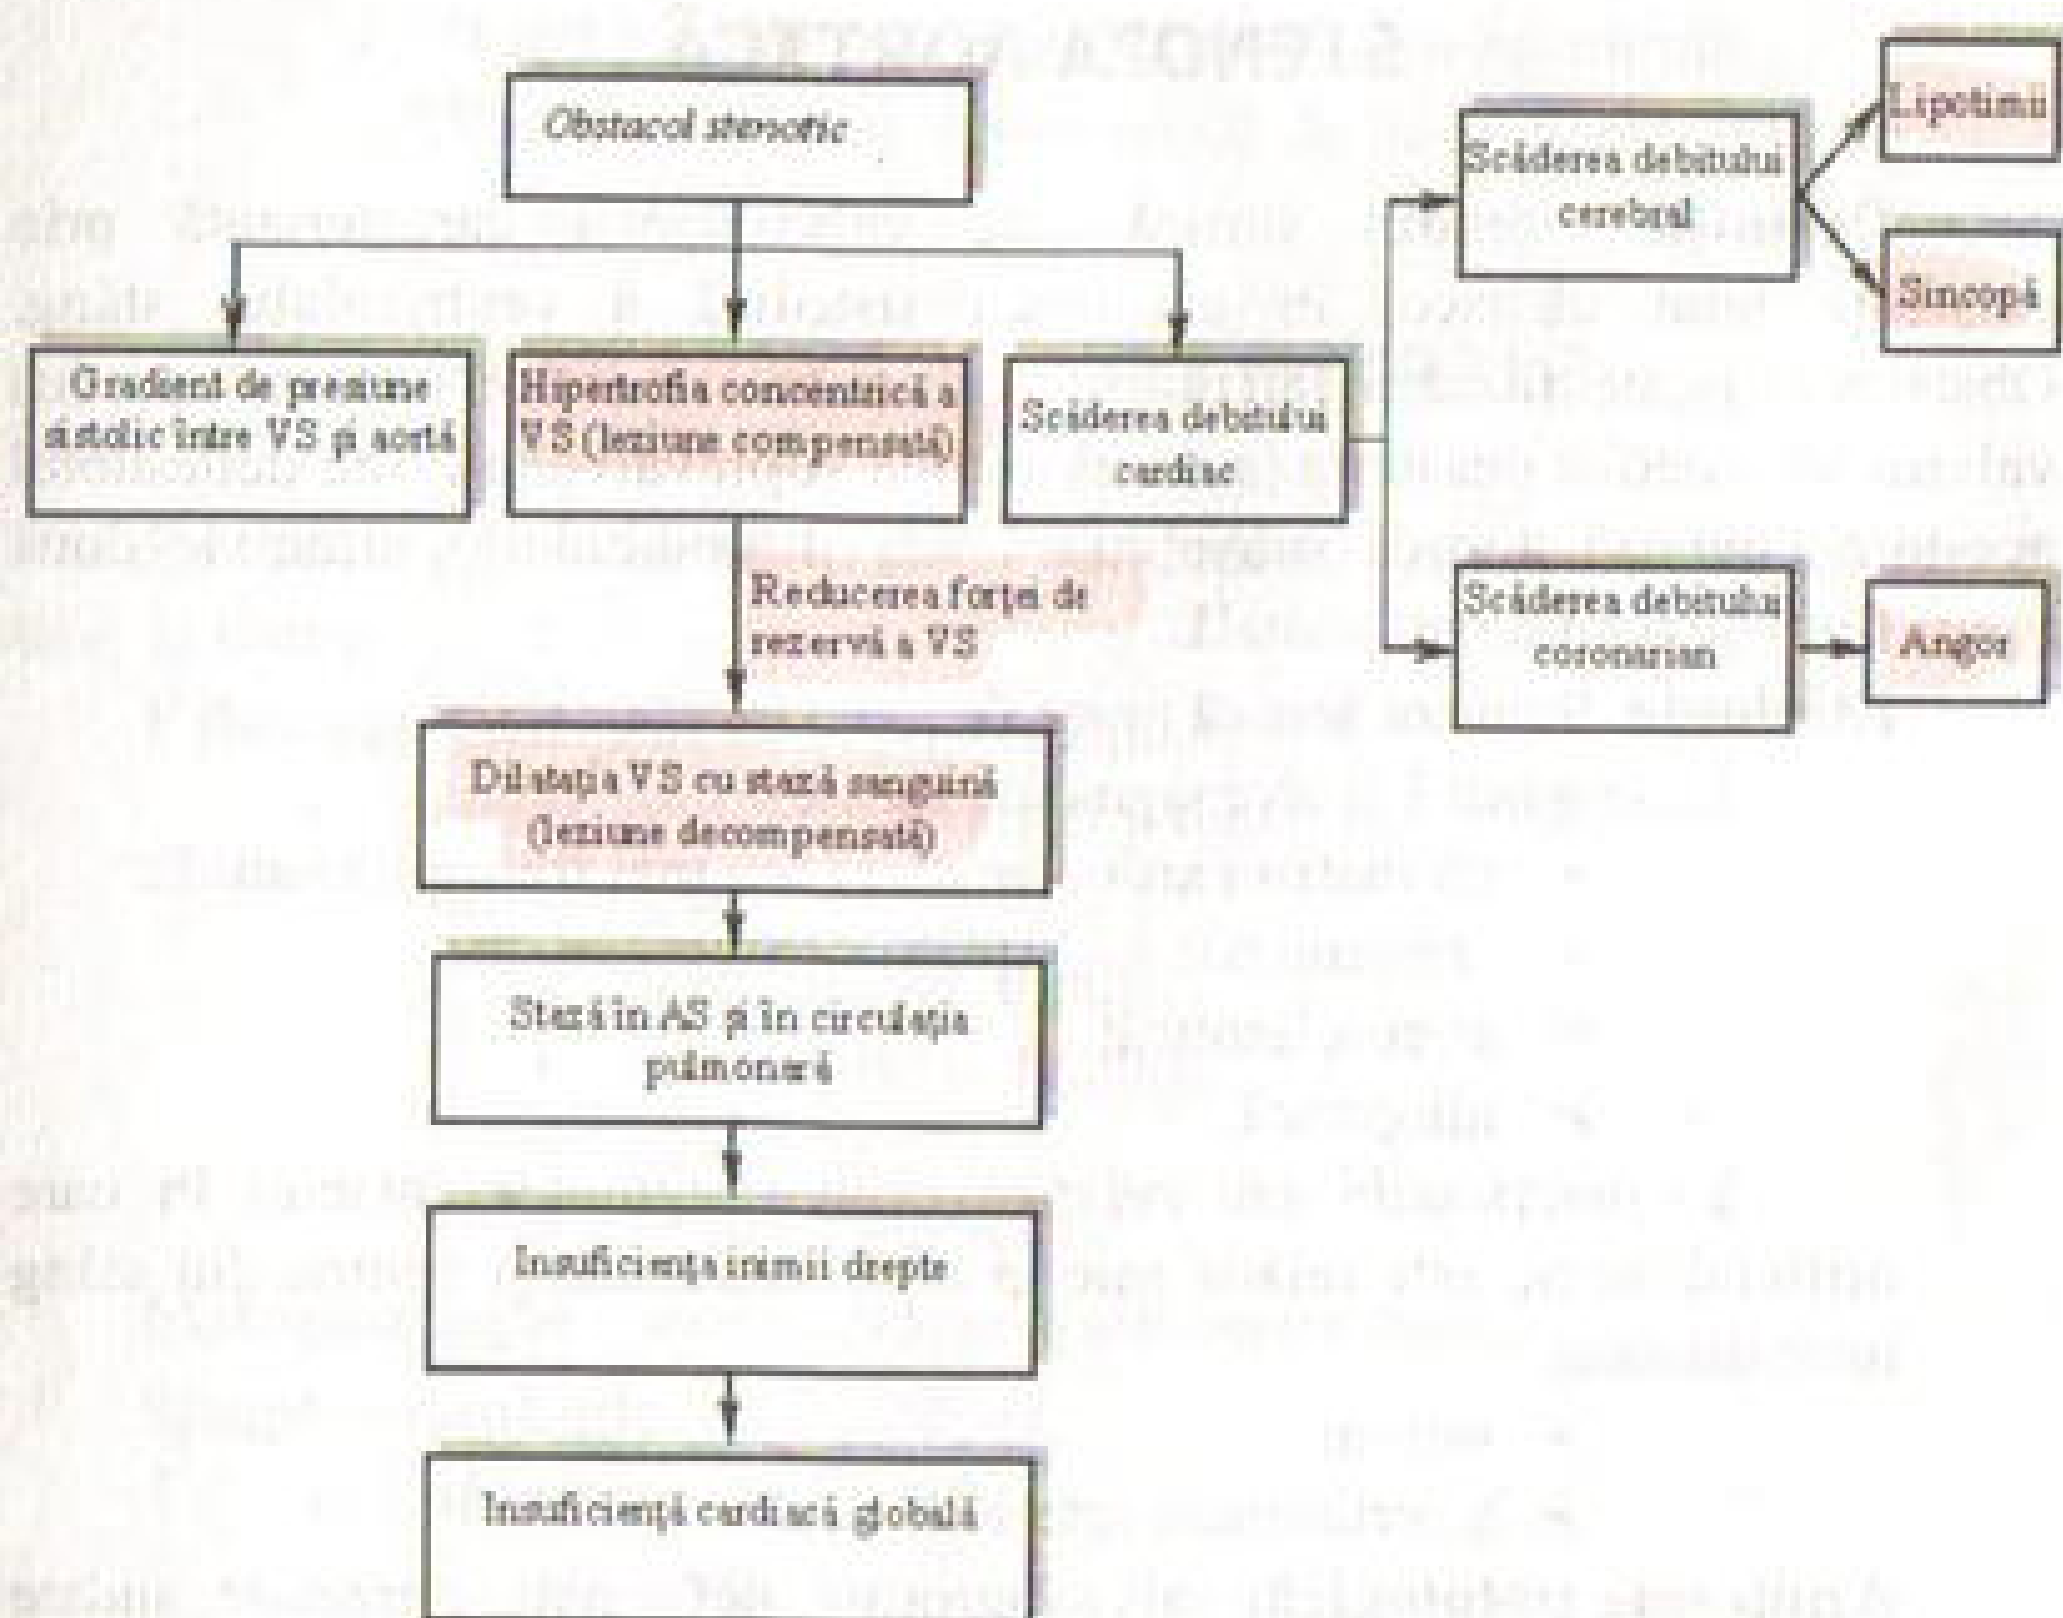 Obstacol stenotic
Lipotimii
Scăderea debitului
cerebral
Sincopă
Gradient de presiune
sistolic între VS și aortă
Hipertrofia concentrică a
VS (leziune compensată)
Scăderea debitului
cardiac
Reducerea forței de
rezervă a VS
Scăderea debitului
coronarian
Angor
Dilatația VS cu stază sanguină
(leziune decompensată)
Stază în AS și în circulația
pulmonară
Insuficiența inimii drepte
Insuficiență cardiacă globală